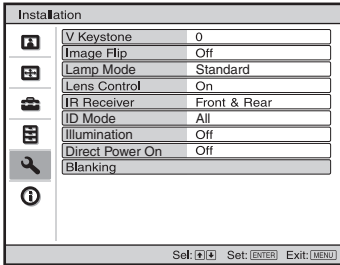 Installation
V Keystone 0
Image Flip Off
Lamp Mode Standard
Lens Control On
IR Receiver Front & Rear
ID Mode All
Illumination Off
Direct Power On Off
Blanking
Sel: Set: ENTER Exit: MENU